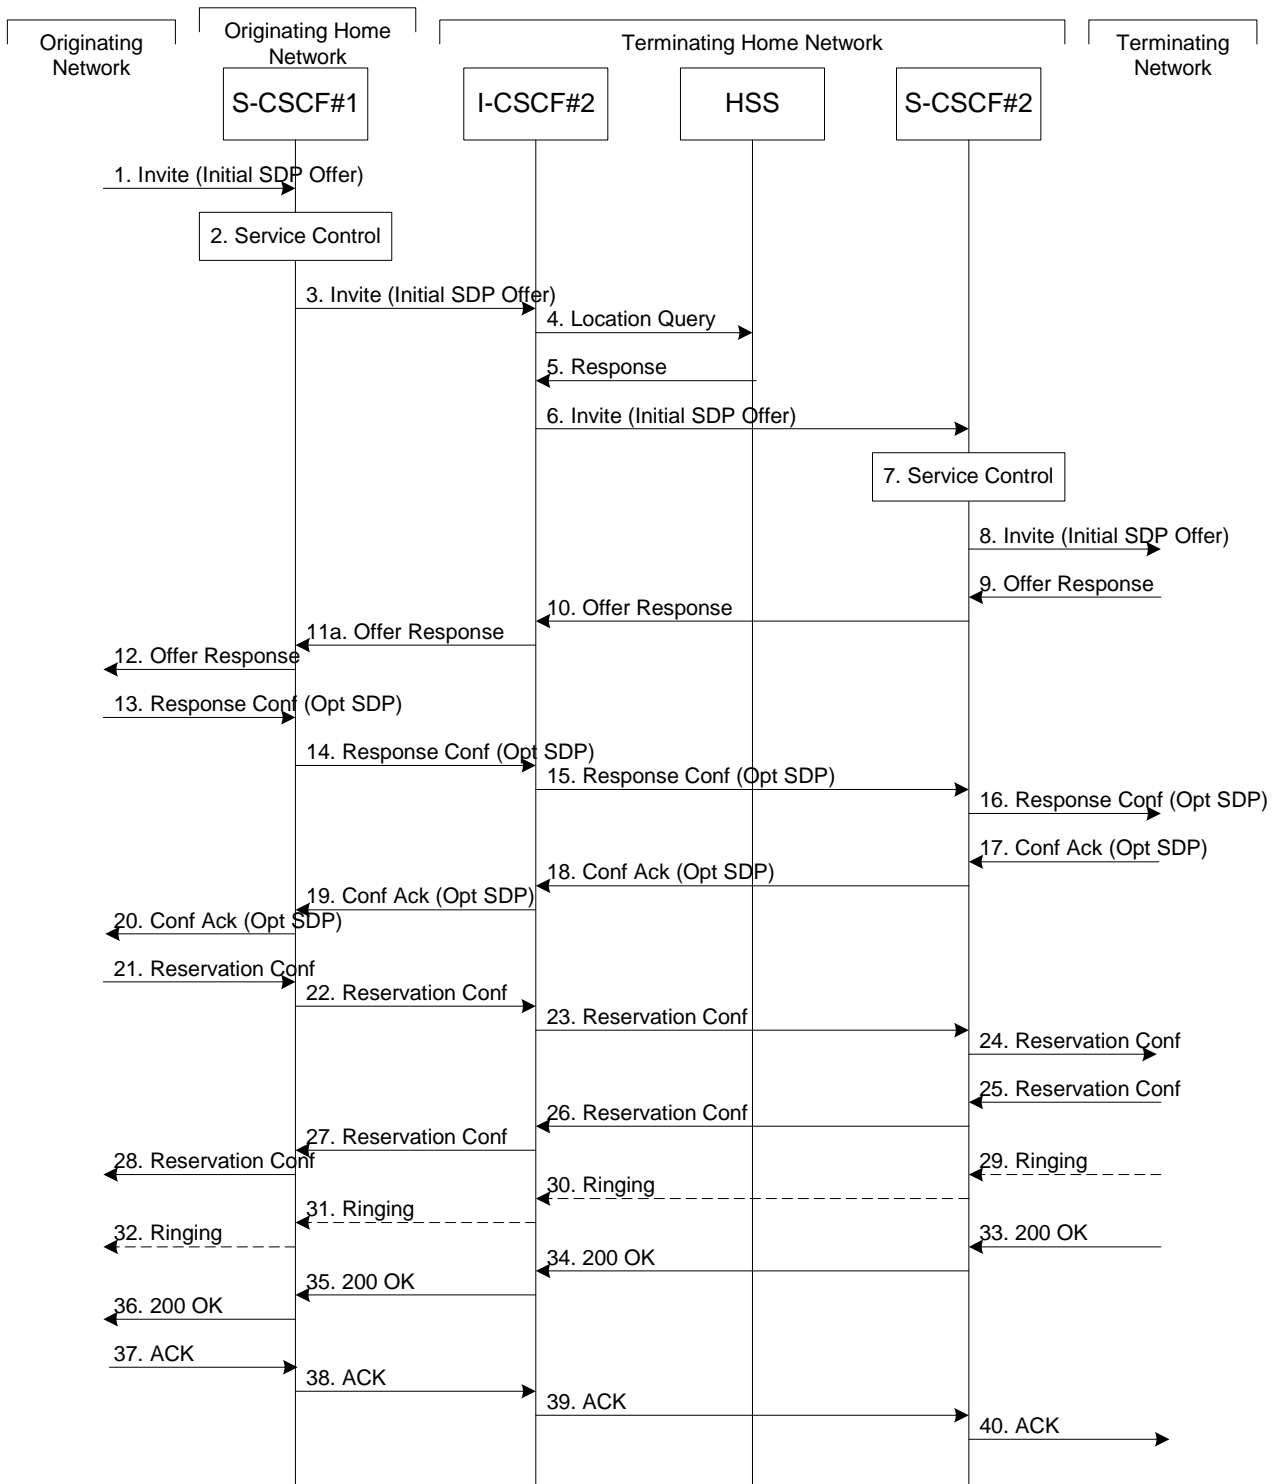 Originating
Network
Originating Home
Network
Terminating Home Network
Terminating
Network
S-CSCF#1
I-CSCF#2
HSS
S-CSCF#2
1. Invite (Initial SDP Offer)
2. Service Control
3. Invite (Initial SDP Offer)
4. Location Query
5. Response
6. Invite (Initial SDP Offer)
7. Service Control
8. Invite (Initial SDP Offer)
9. Offer Response
10. Offer Response
11a. Offer Response
12. Offer Response
13. Response Conf (Opt SDP)
14. Response Conf (Opt SDP)
15. Response Conf (Opt SDP)
16. Response Conf (Opt SDP)
17. Conf Ack (Opt SDP)
18. Conf Ack (Opt SDP)
19. Conf Ack (Opt SDP)
20. Conf Ack (Opt SDP)
21. Reservation Conf
22. Reservation Conf
23. Reservation Conf
24. Reservation Conf
25. Reservation Conf
26. Reservation Conf
27. Reservation Conf
28. Reservation Conf
29. Ringing
30. Ringing
31. Ringing
32. Ringing
33. 200 OK
34. 200 OK
35. 200 OK
36. 200 OK
37. ACK
38. ACK
39. ACK
40. ACK